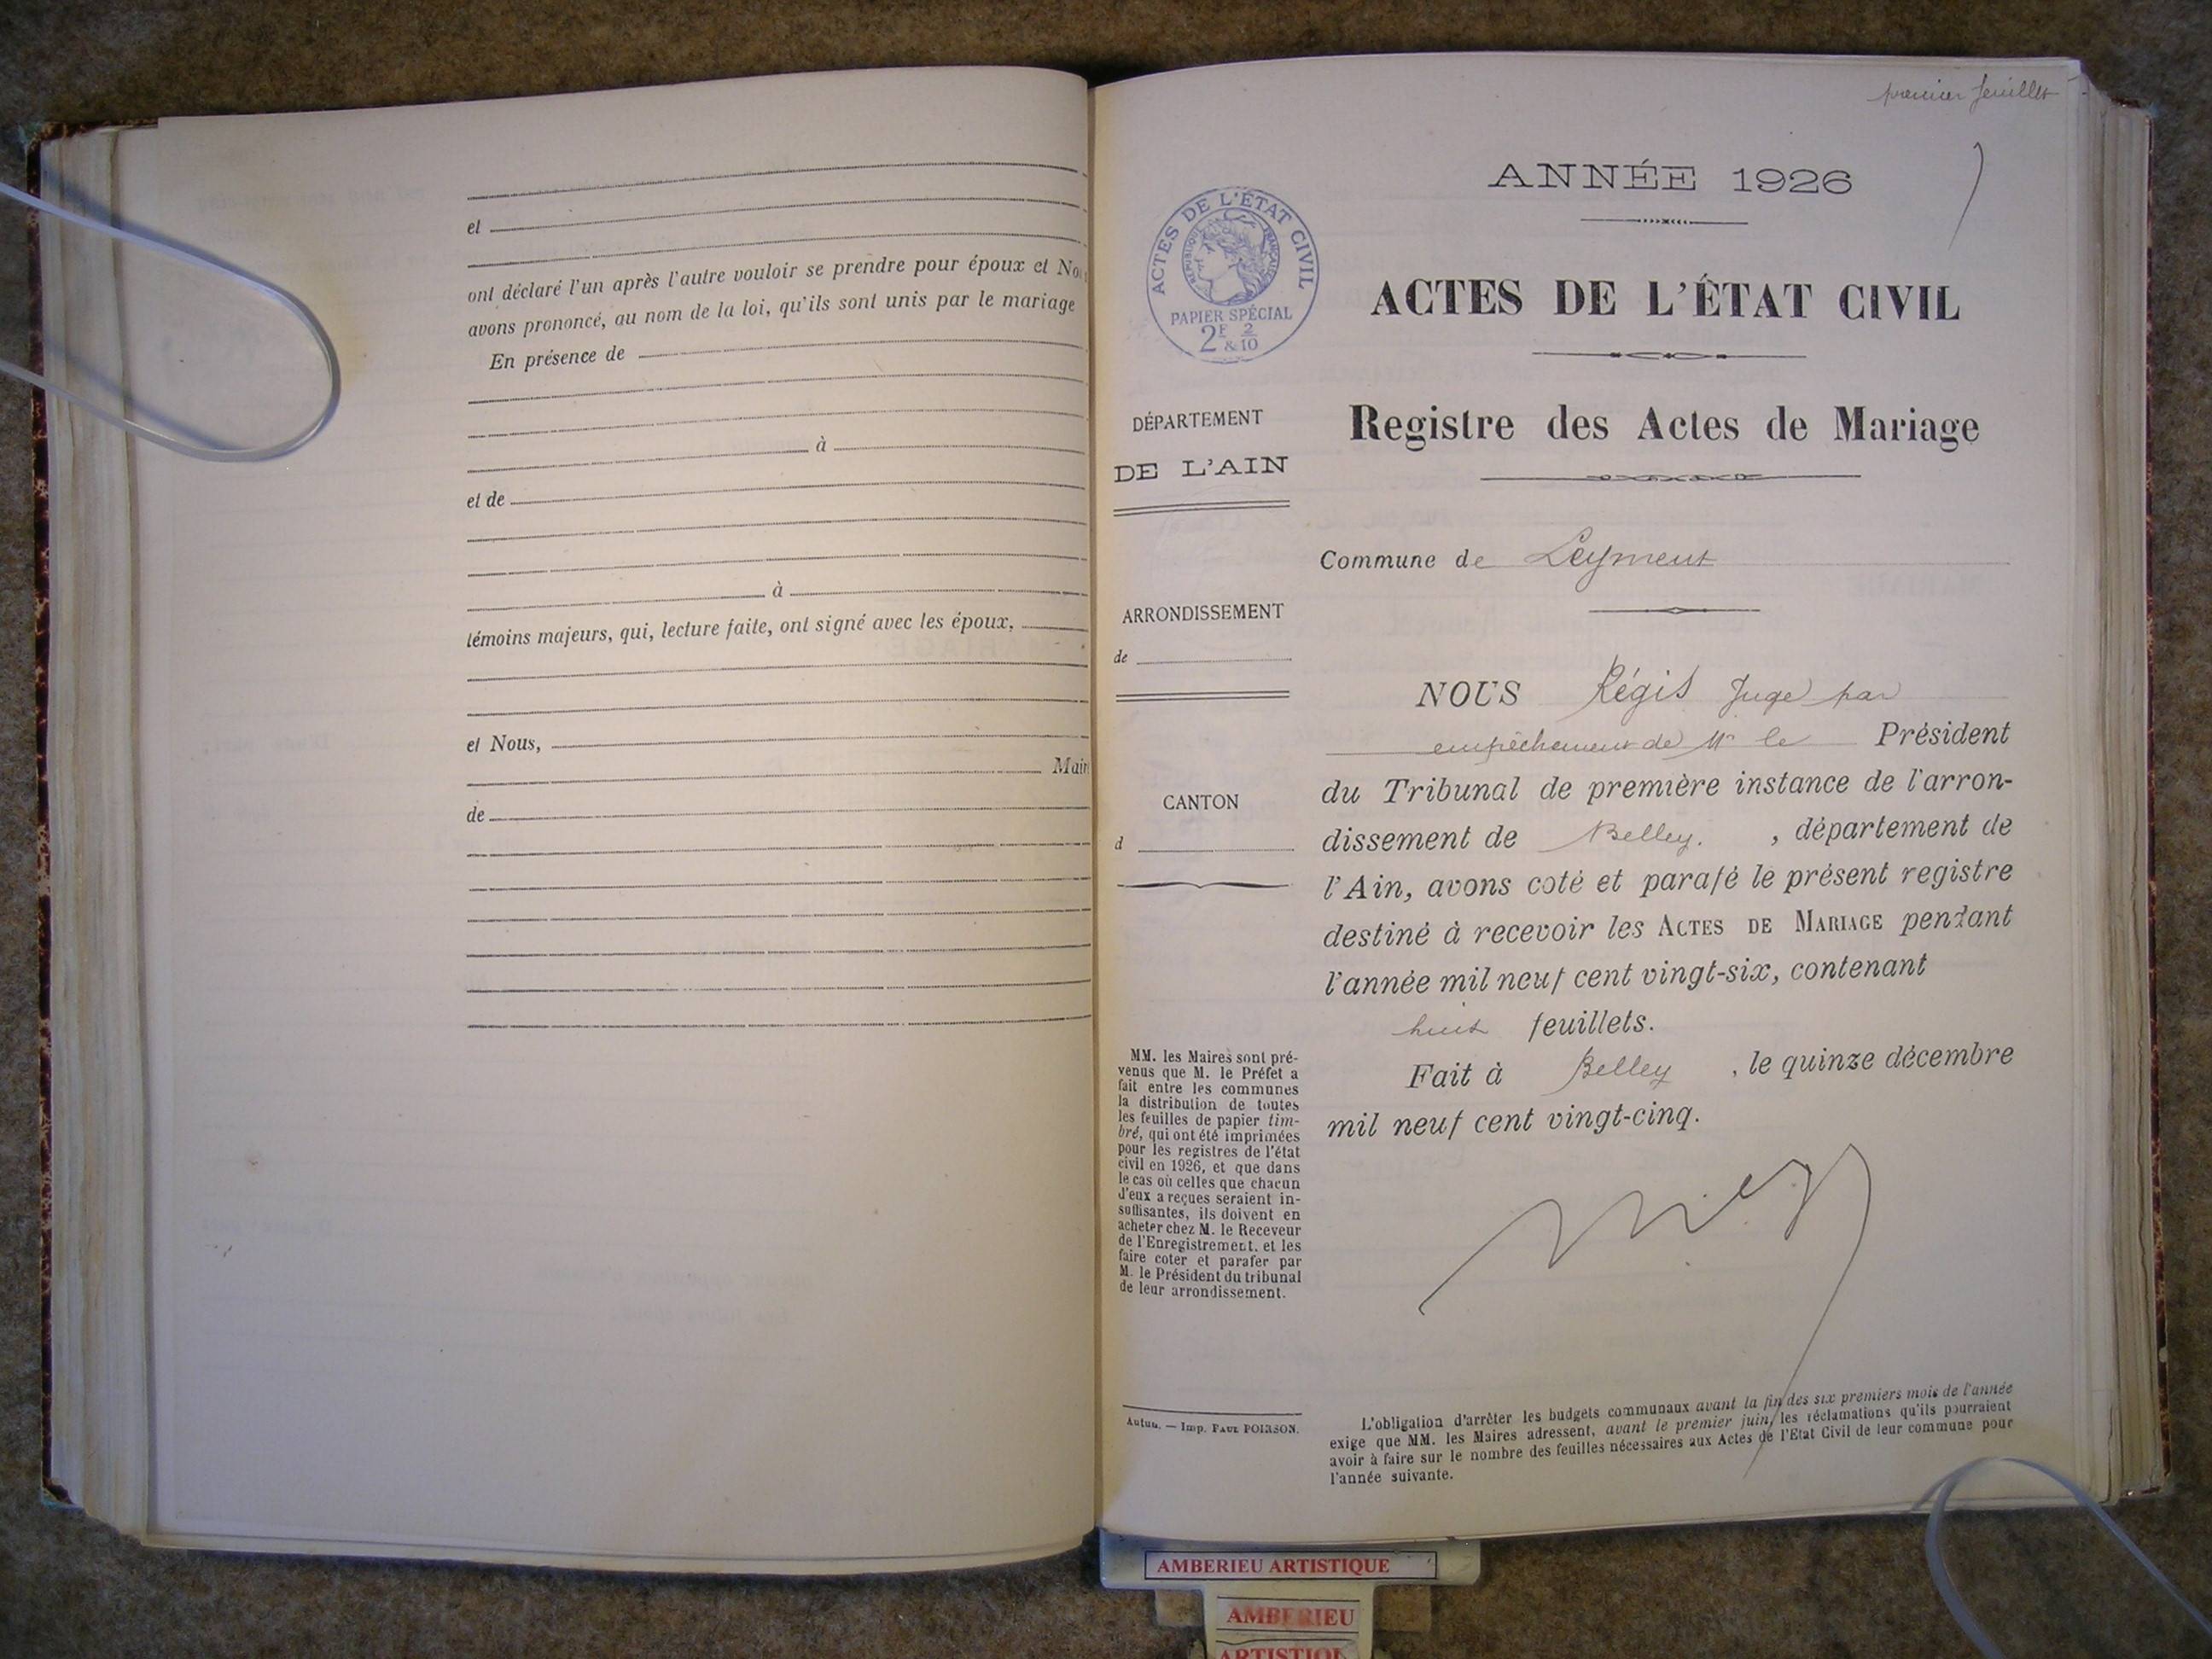 et
ont déclaré l'un après l'autre vouloir se prendre pour époux et Nou
avons prononcé, au nom de la loi, qu'ils sont unis par le mariage
En présence de
à
et de
à
témoins majeurs, qui, lecture faite, ont signé avec les époux,
et Nous,
Mair
de
premier feuillet
ANNÉE 1926
ACTES DE L'ÉTAT CIVIL
RÉPUBLIQUE FRANÇAISE
PAPIER SPÉCIAL
2F & 2/10
ACTES DE L'ÉTAT CIVIL
Registre des Actes de Mariage
DÉPARTEMENT
DE L'AIN
Commune de Leyment
ARRONDISSEMENT
de
CANTON
d
NOUS Régis Juge par
empêchement de Mr le Président
du Tribunal de première instance de l'arron-
dissement de Belley. , département de
l'Ain, avons coté et parafé le présent registre
destiné à recevoir les ACTES DE MARIAGE pendant
l'année mil neuf cent vingt-six, contenant
huit feuillets.
Fait à Belley , le quinze décembre
mil neuf cent vingt-cinq.
MM. les Maires sont pré-
venus que M. le Préfet a
fait entre les communes
la distribution de toutes
les feuilles de papier tim-
bré, qui ont été imprimées
pour les registres de l'état
civil en 1926, et que dans
le cas où celles que chacun
d'eux a reçues seraient in-
suffisantes, ils doivent en
acheter chez M. le Receveur
de l'Enregistrement, et les
faire coter et parafer par
M. le Président du tribunal
de leur arrondissement.
Autun. — Imp. PAUL POIRSON.
L'obligation d'arrêter les budgets communaux avant la fin des six premiers mois de l'année
exige que MM. les Maires adressent, avant le premier juin, les réclamations qu'ils pourraient
avoir à faire sur le nombre des feuilles nécessaires aux Actes de l'Etat Civil de leur commune pour
l'année suivante.
AMBERIEU ARTISTIQUE
AMBERIEU
ARTISTIQU